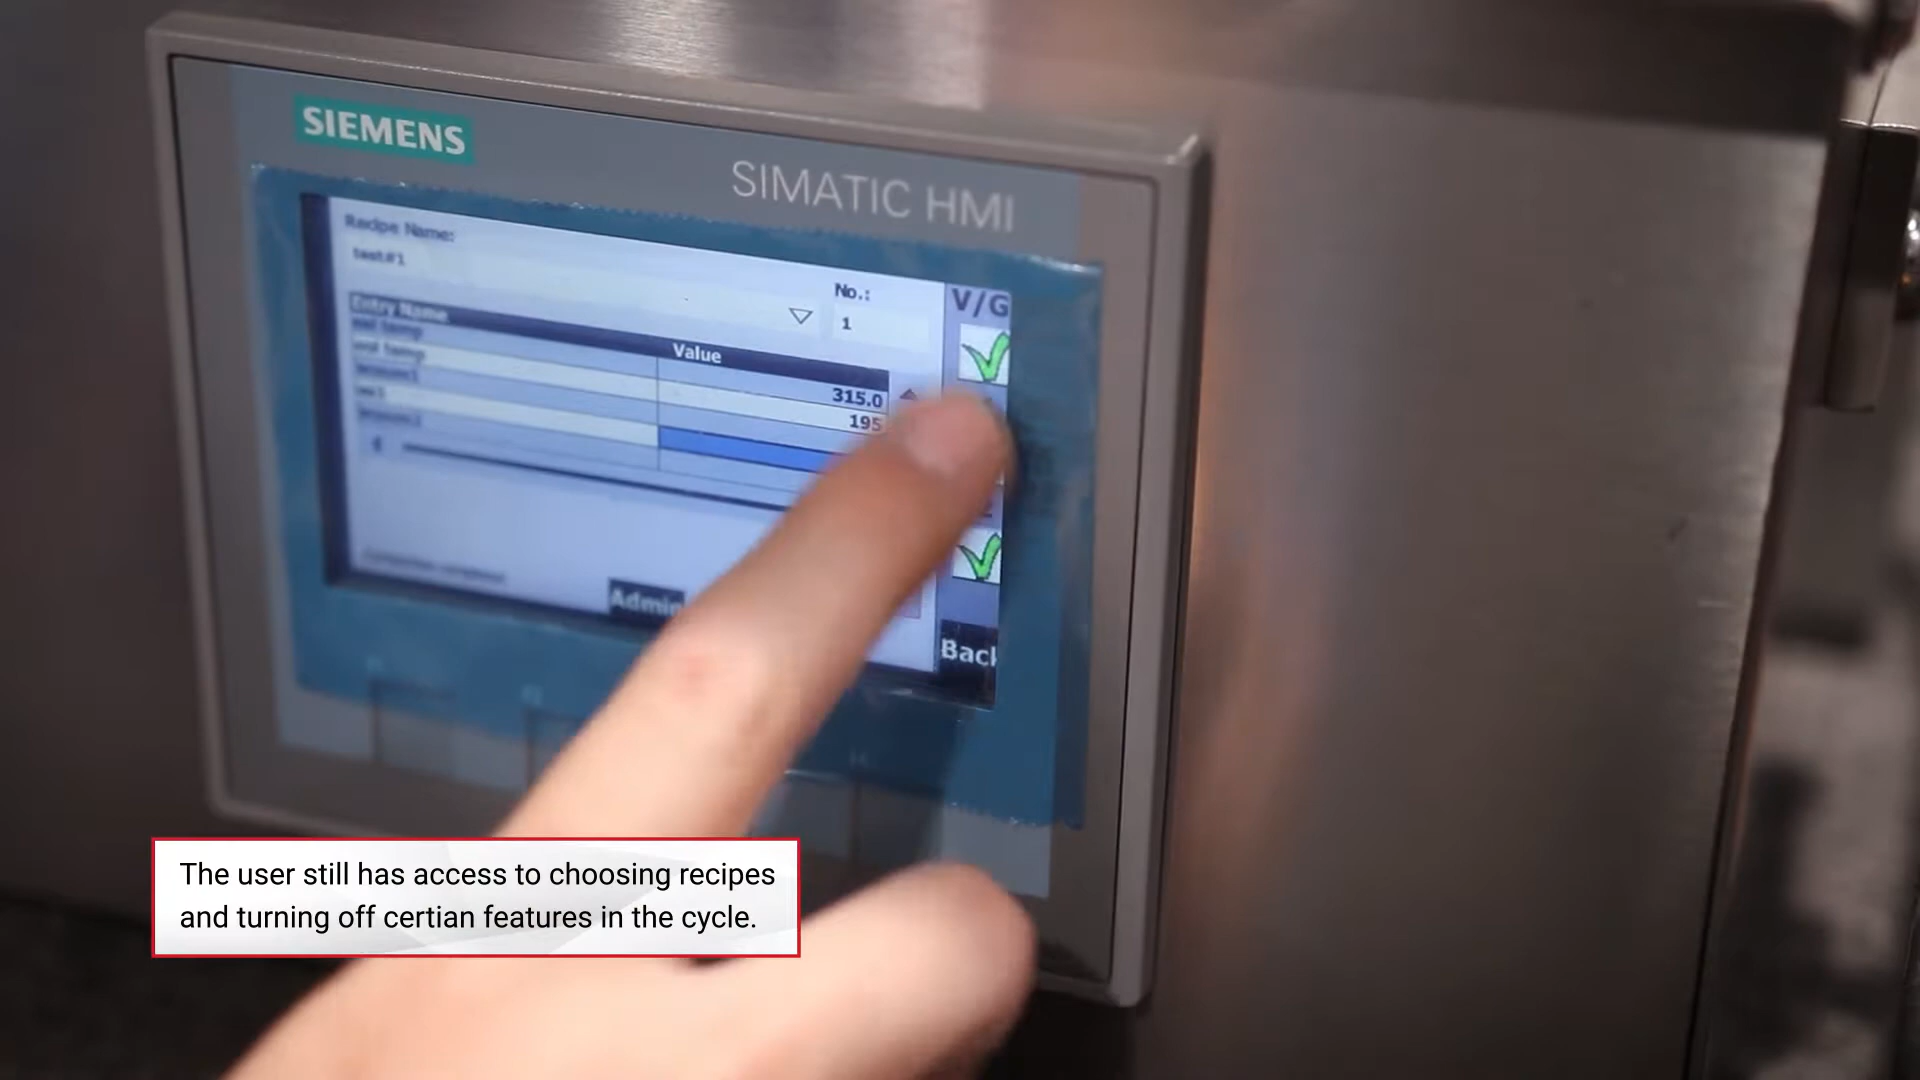 SIEMENS
SIMATIC HMI
Recipe Name:
test#1
No.:
1
V/G
Entry Name
Value
315.0
195
Admin
Back
The user still has access to choosing recipes
and turning off certian features in the cycle.